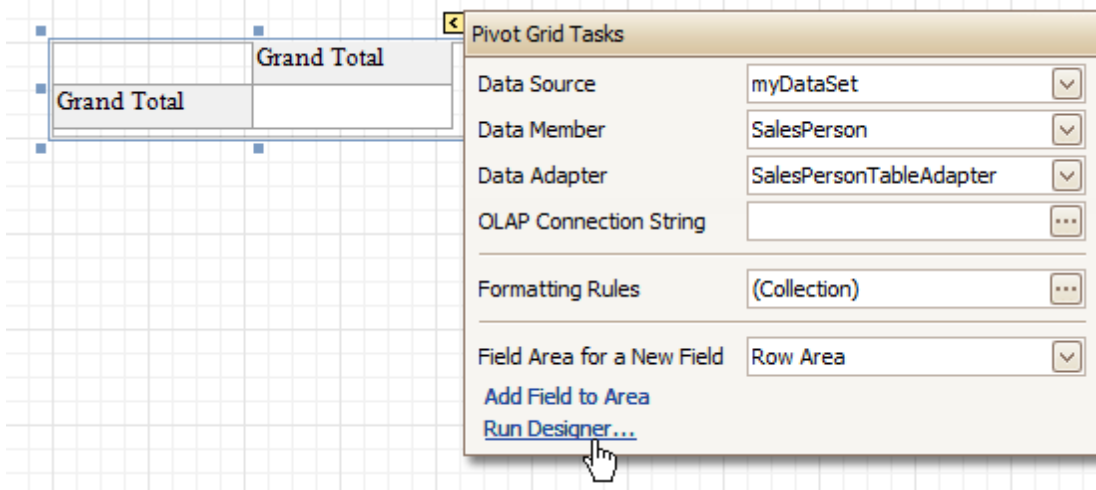 Grand Total
Grand Total
Pivot Grid Tasks
Data Source myDataSet
Data Member SalesPerson
Data Adapter SalesPersonTableAdapter
OLAP Connection String
Formatting Rules (Collection)
Field Area for a New Field Row Area
Add Field to Area
Run Designer...